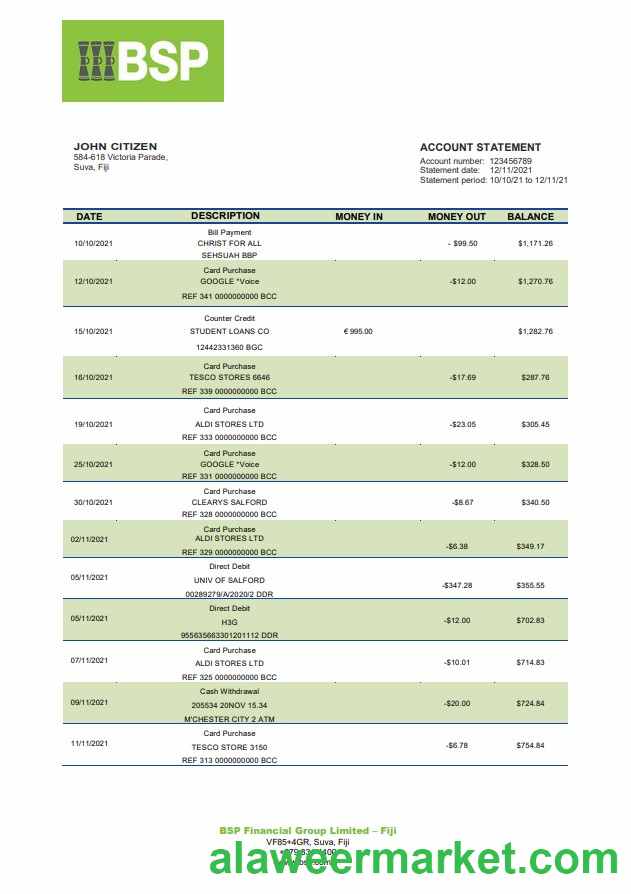 BSP
JOHN CITIZEN
584-618 Victoria Parade,
Suva, Fiji
ACCOUNT STATEMENT
Account number: 123456789
Statement date: 12/11/2021
Statement period: 10/10/21 to 12/11/21
DATE DESCRIPTION MONEY IN MONEY OUT BALANCE
Bill Payment
10/10/2021 CHRIST FOR ALL - $99.50 $1,171.26
SEHSUAH BBP
Card Purchase
12/10/2021 GOOGLE *Voice -$12.00 $1,270.76
REF 341 0000000000 BCC
Counter Credit
15/10/2021 STUDENT LOANS CO € 995.00 $1,282.76
12442331360 BGC
Card Purchase
16/10/2021 TESCO STORES 6646 -$17.69 $287.76
REF 339 0000000000 BCC
Card Purchase
19/10/2021 ALDI STORES LTD -$23.05 $305.45
REF 333 0000000000 BCC
Card Purchase
25/10/2021 GOOGLE *Voice -$12.00 $328.50
REF 331 0000000000 BCC
Card Purchase
30/10/2021 CLEARYS SALFORD -$8.67 $340.50
REF 328 0000000000 BCC
Card Purchase
02/11/2021 ALDI STORES LTD -$6.38 $349.17
REF 329 0000000000 BCC
Direct Debit
05/11/2021 UNIV OF SALFORD -$347.28 $355.55
00289279/A/2020/2 DDR
Direct Debit
05/11/2021 H3G -$12.00 $702.83
955635663301201112 DDR
Card Purchase
07/11/2021 ALDI STORES LTD -$10.01 $714.83
REF 325 0000000000 BCC
Cash Withdrawal
09/11/2021 205534 20NOV 15.34 -$20.00 $724.84
M'CHESTER CITY 2 ATM
Card Purchase
11/11/2021 TESCO STORE 3150 -$6.78 $754.84
REF 313 0000000000 BCC
BSP Financial Group Limited – Fiji
VF85+4GR, Suva, Fiji
alaweermarket.com